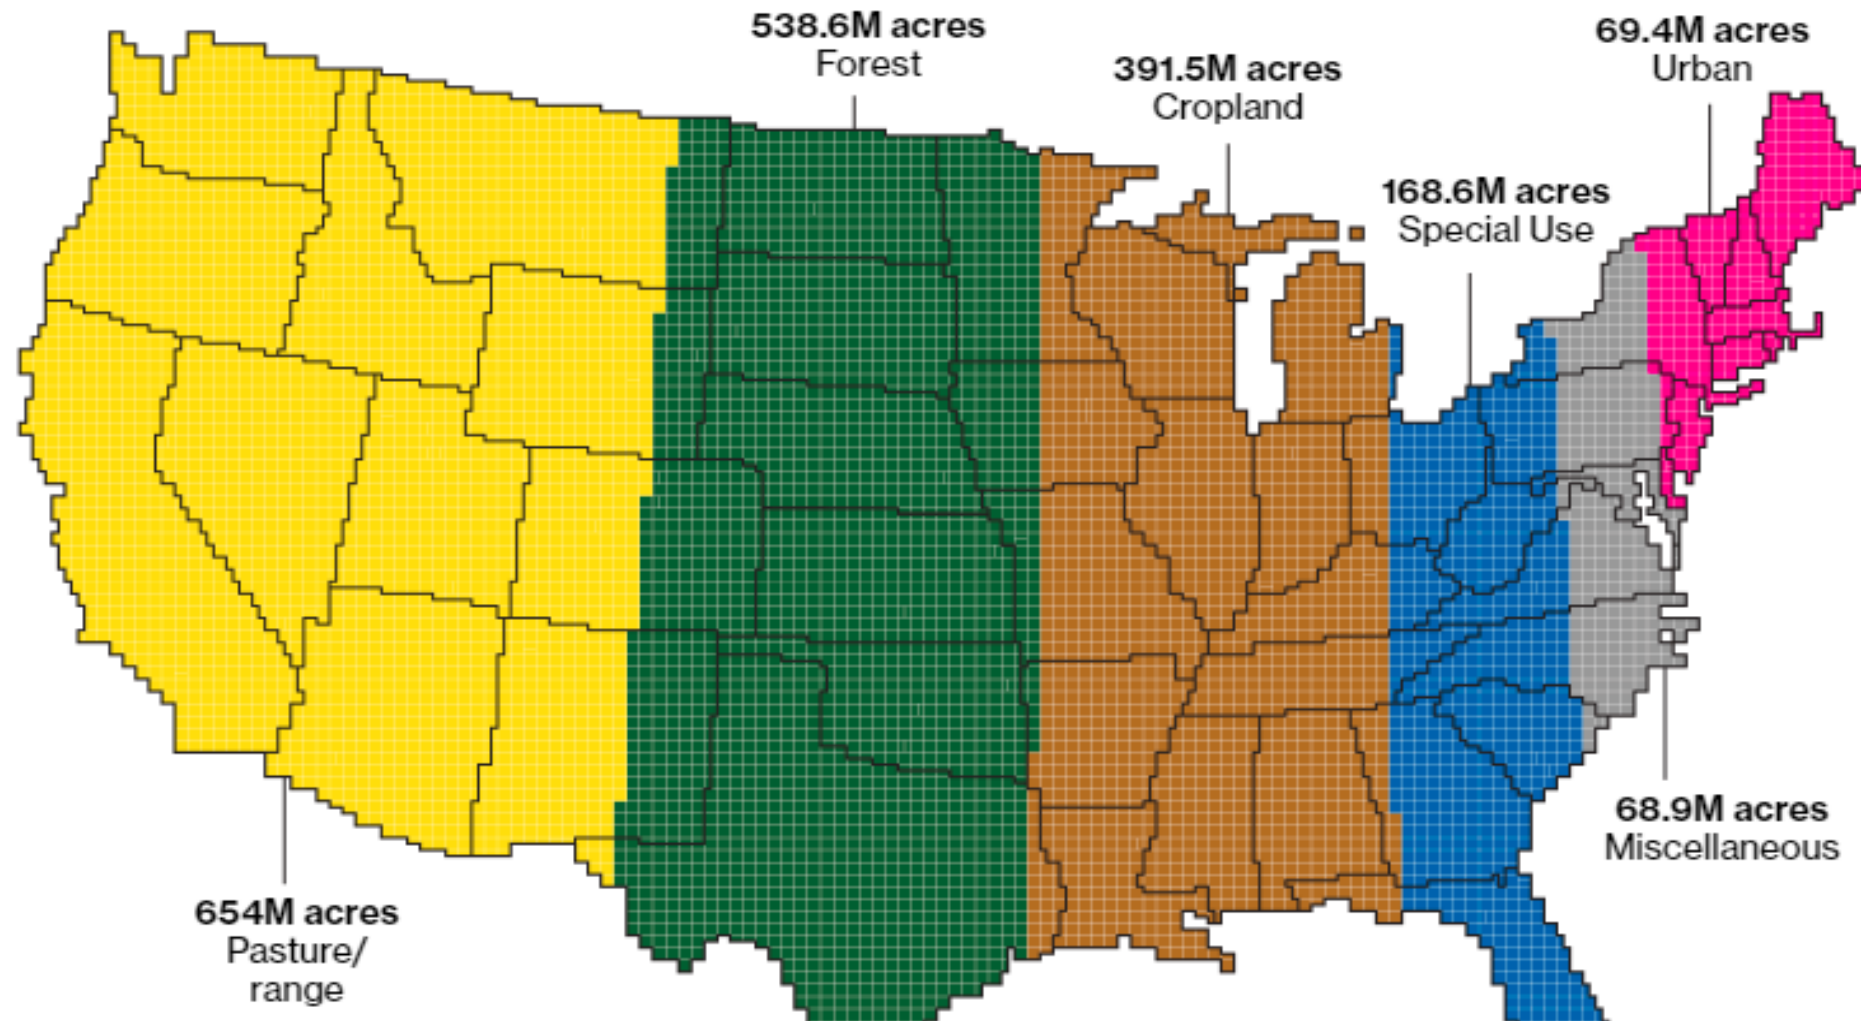 538.6M acres
Forest
391.5M acres
Cropland
69.4M acres
Urban
168.6M acres
Special Use
68.9M acres
Miscellaneous
654M acres
Pasture/
range